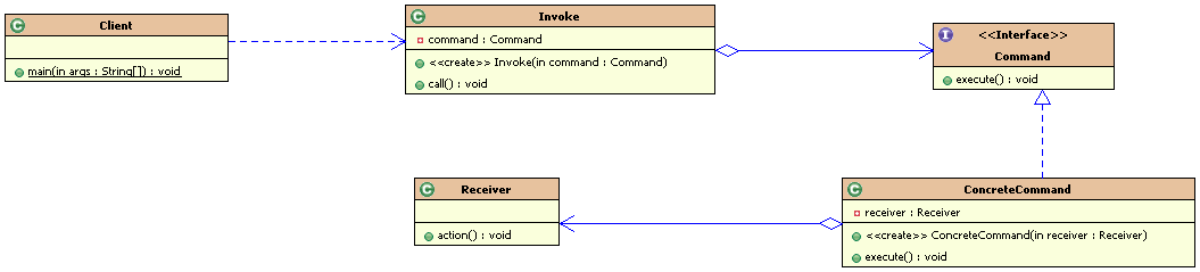 Client
main(in args : String[]) : void
Invoke
command : Command
<<create>> Invoke(in command : Command)
call() : void
<<Interface>>
Command
execute() : void
Receiver
action() : void
ConcreteCommand
receiver : Receiver
<<create>> ConcreteCommand(in receiver : Receiver)
execute() : void